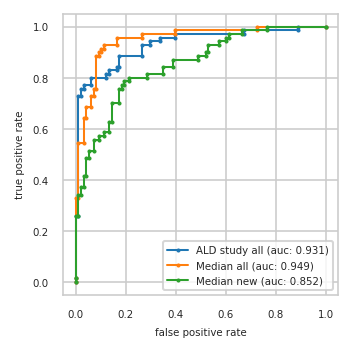 1.0
0.8
0.6
0.4
0.2
0.0
true positive rate
ALD study all (auc: 0.931)
Median all (auc: 0.949)
Median new (auc: 0.852)
0.0 0.2 0.4 0.6 0.8 1.0
false positive rate